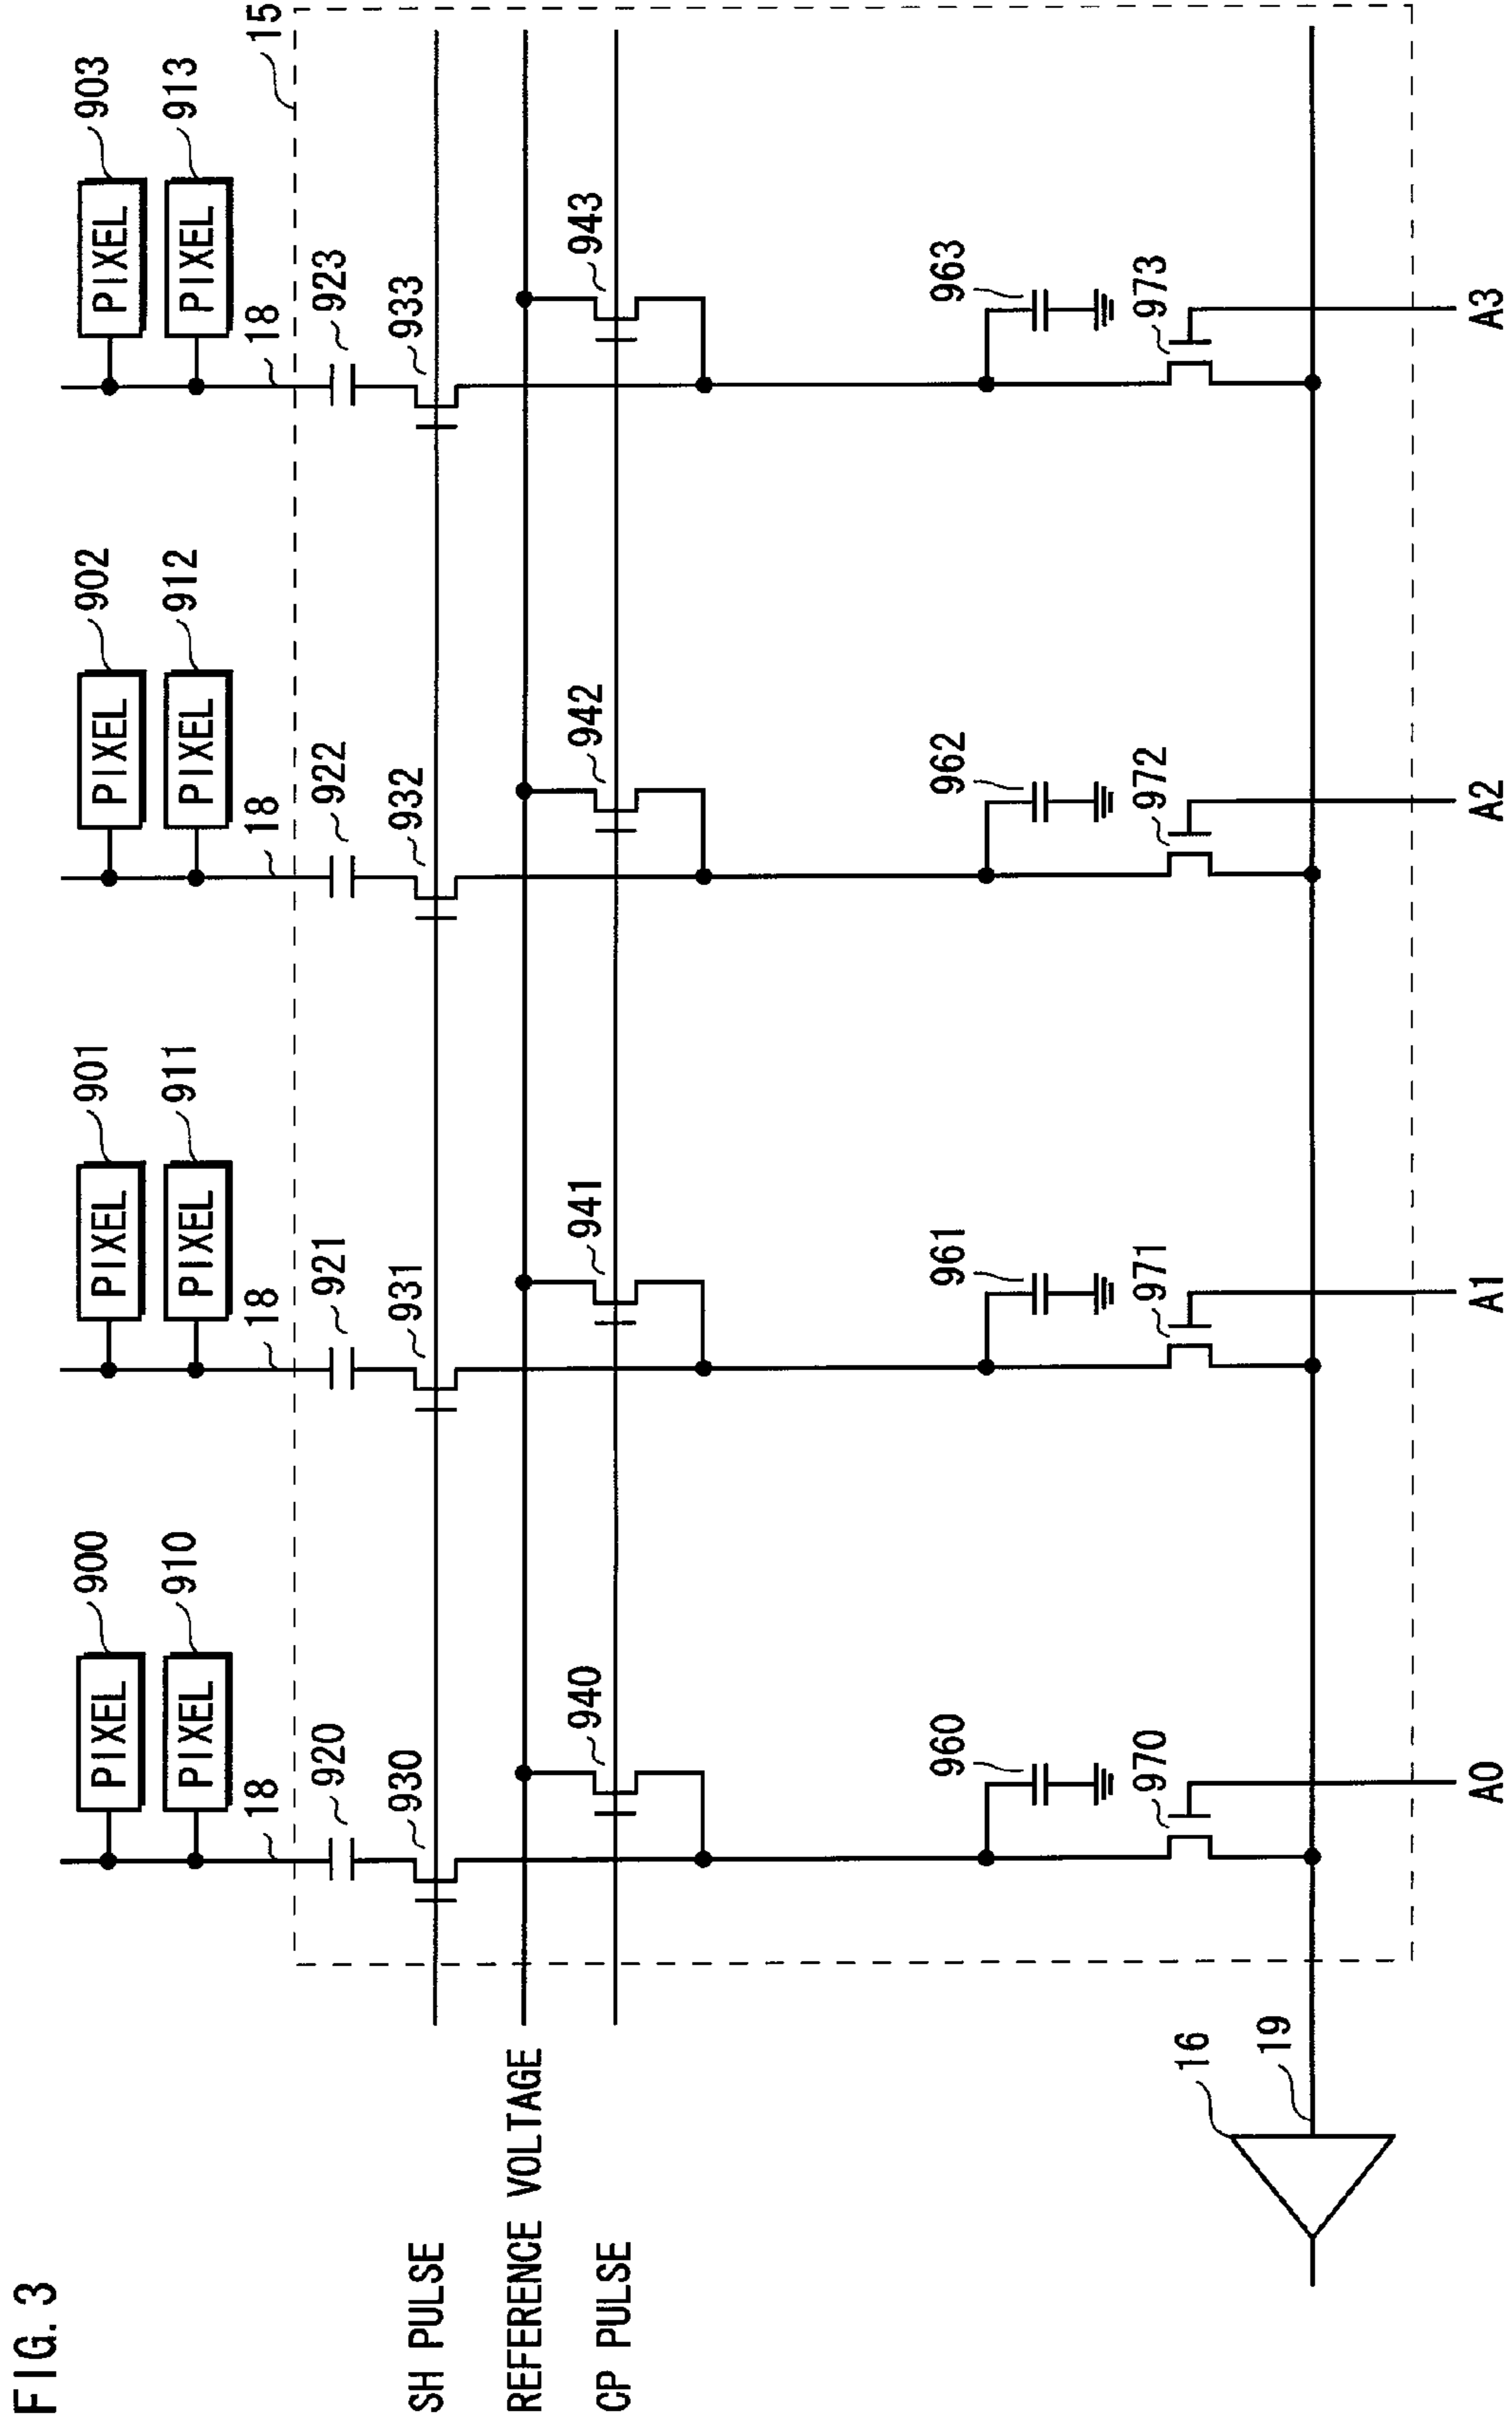 FIG. 3
900
901
902
903
PIXEL
PIXEL
PIXEL
PIXEL
910
911
912
913
PIXEL
PIXEL
PIXEL
PIXEL
18
18
18
18
15
920
921
922
923
SH PULSE
930
931
932
933
REFERENCE VOLTAGE
CP PULSE
940
941
942
943
960
961
962
963
970
971
972
973
16
19
A0
A1
A2
A3